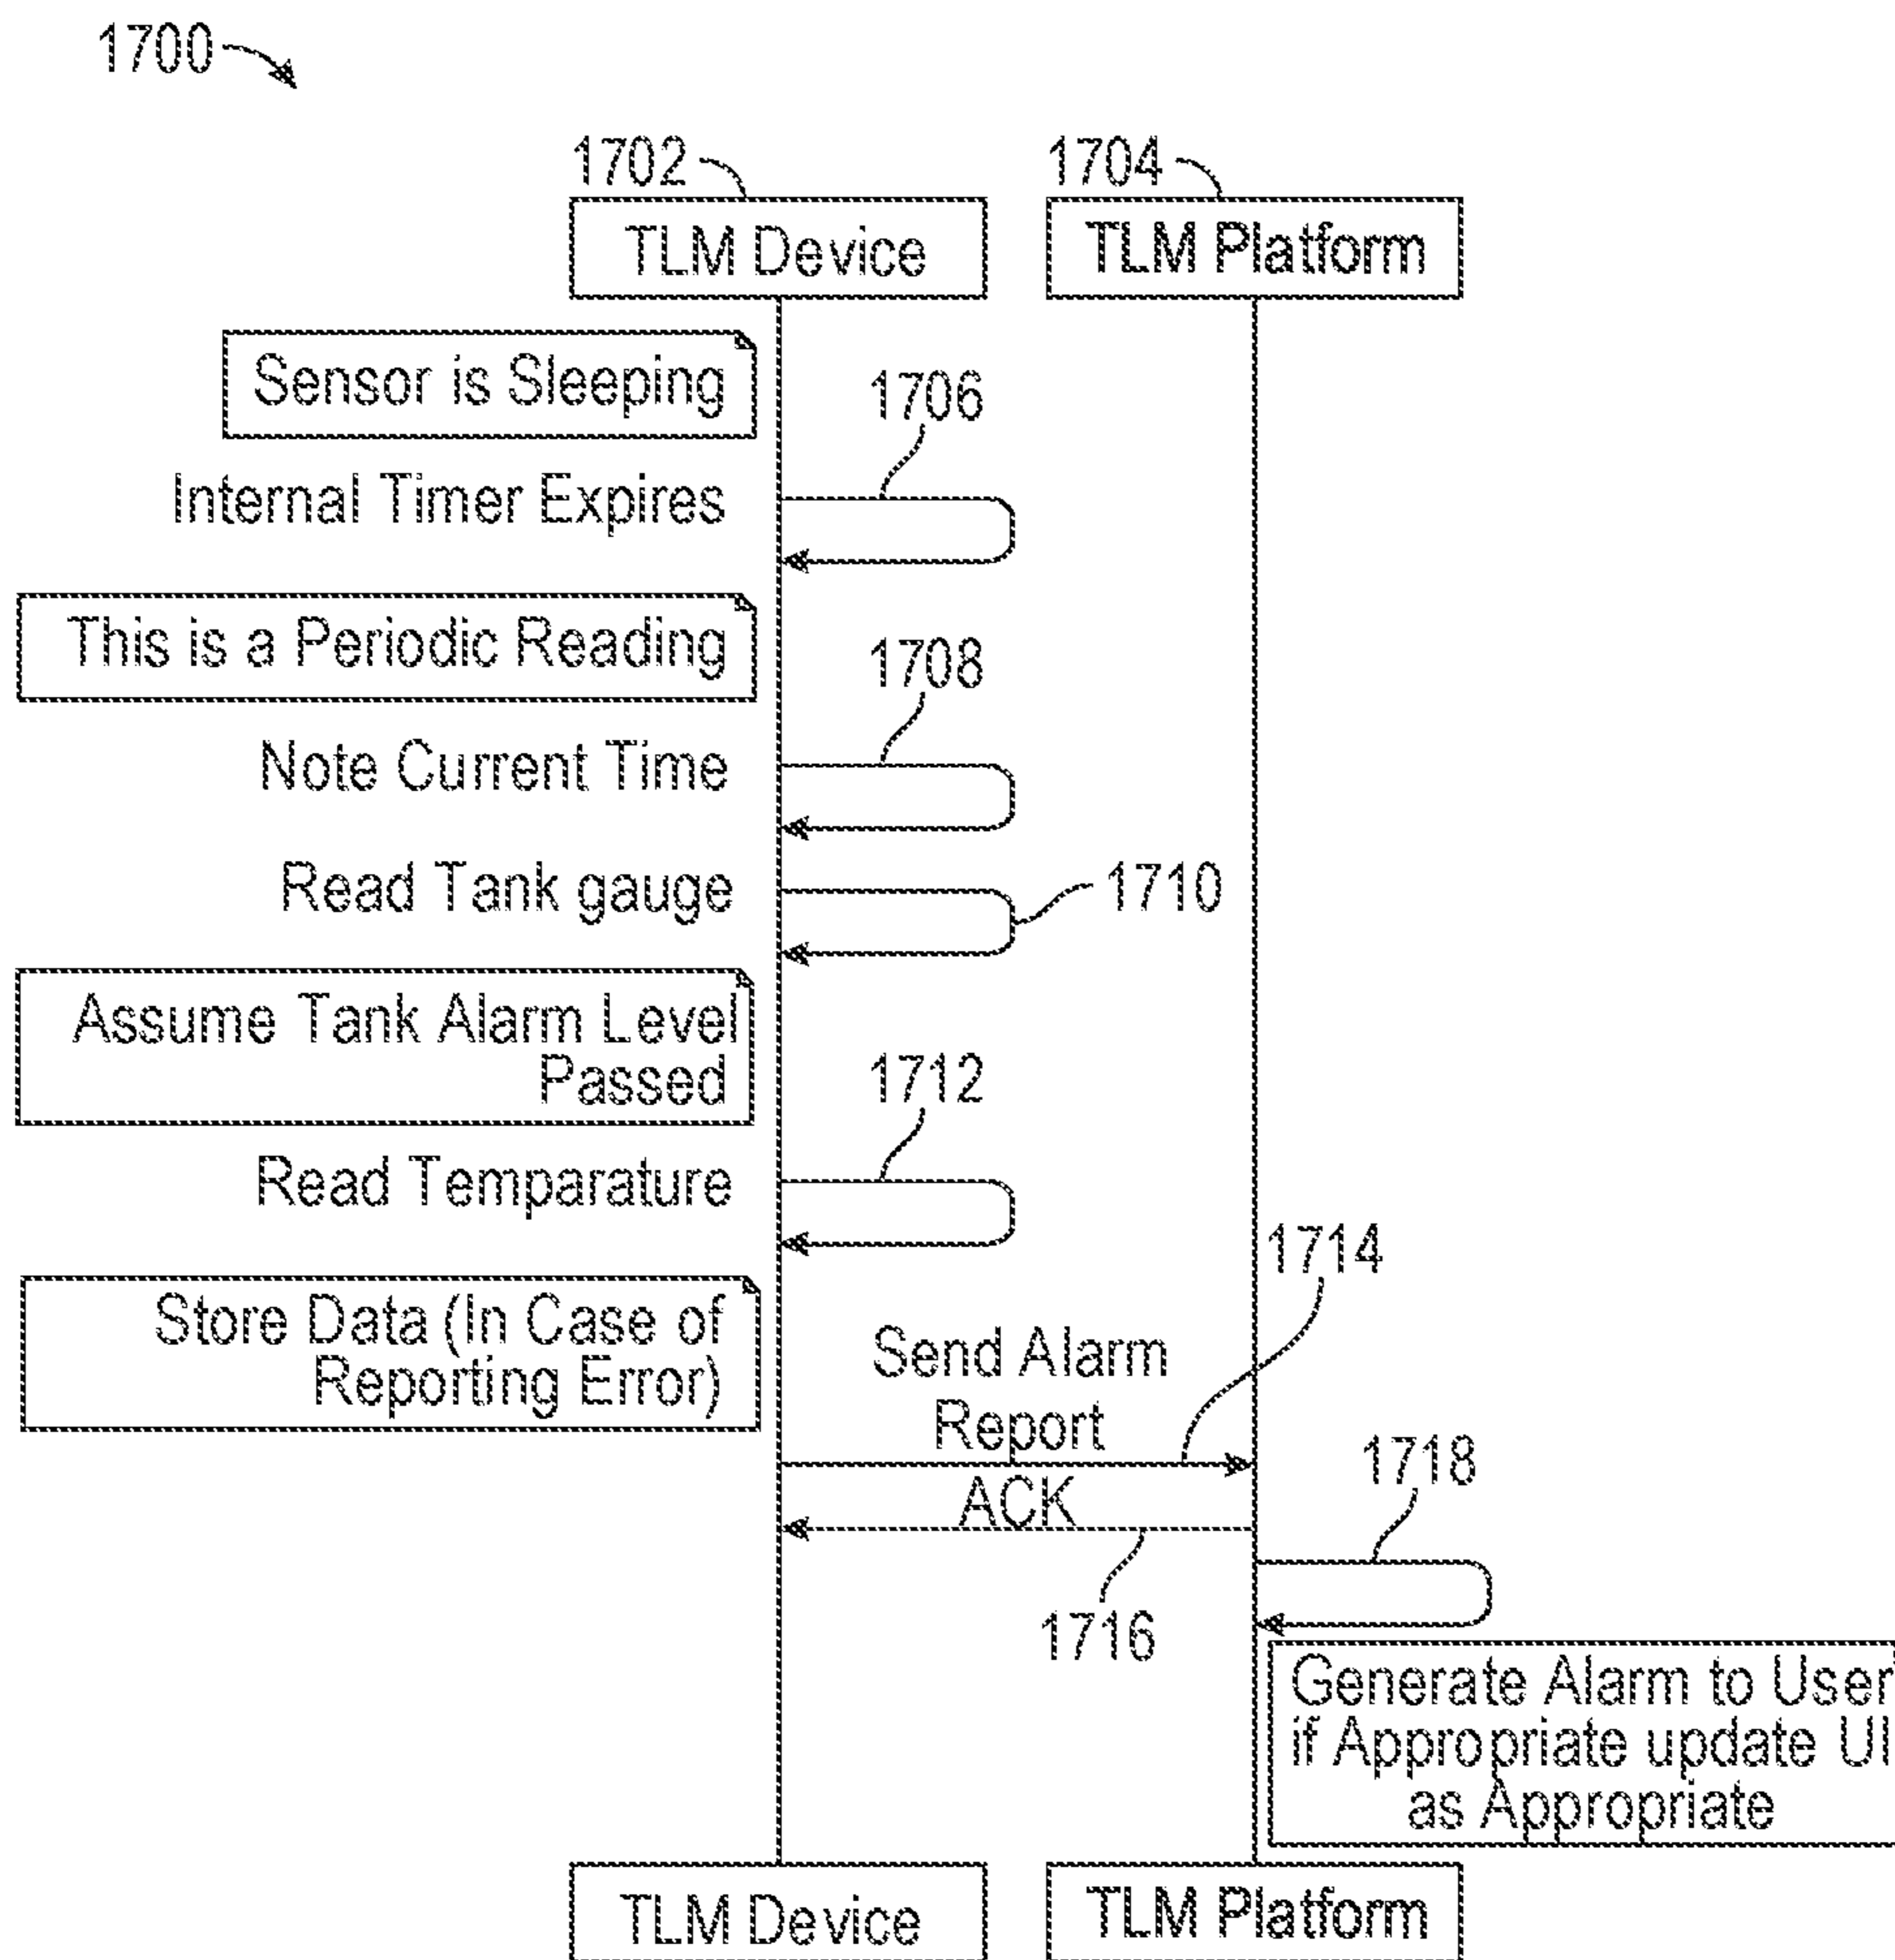 1700
1702
1704
TLM Device
TLM Platform
Sensor is Sleeping
1706
Internal Timer Expires
This is a Periodic Reading
1708
Note Current Time
Read Tank gauge
1710
Assume Tank Alarm Level
Passed
1712
Read Temparature
1714
Store Data (In Case of
Reporting Error)
Send Alarm
Report
1718
ACK
1716
Generate Alarm to User
if Appropriate update UI
as Appropriate
TLM Device
TLM Platform